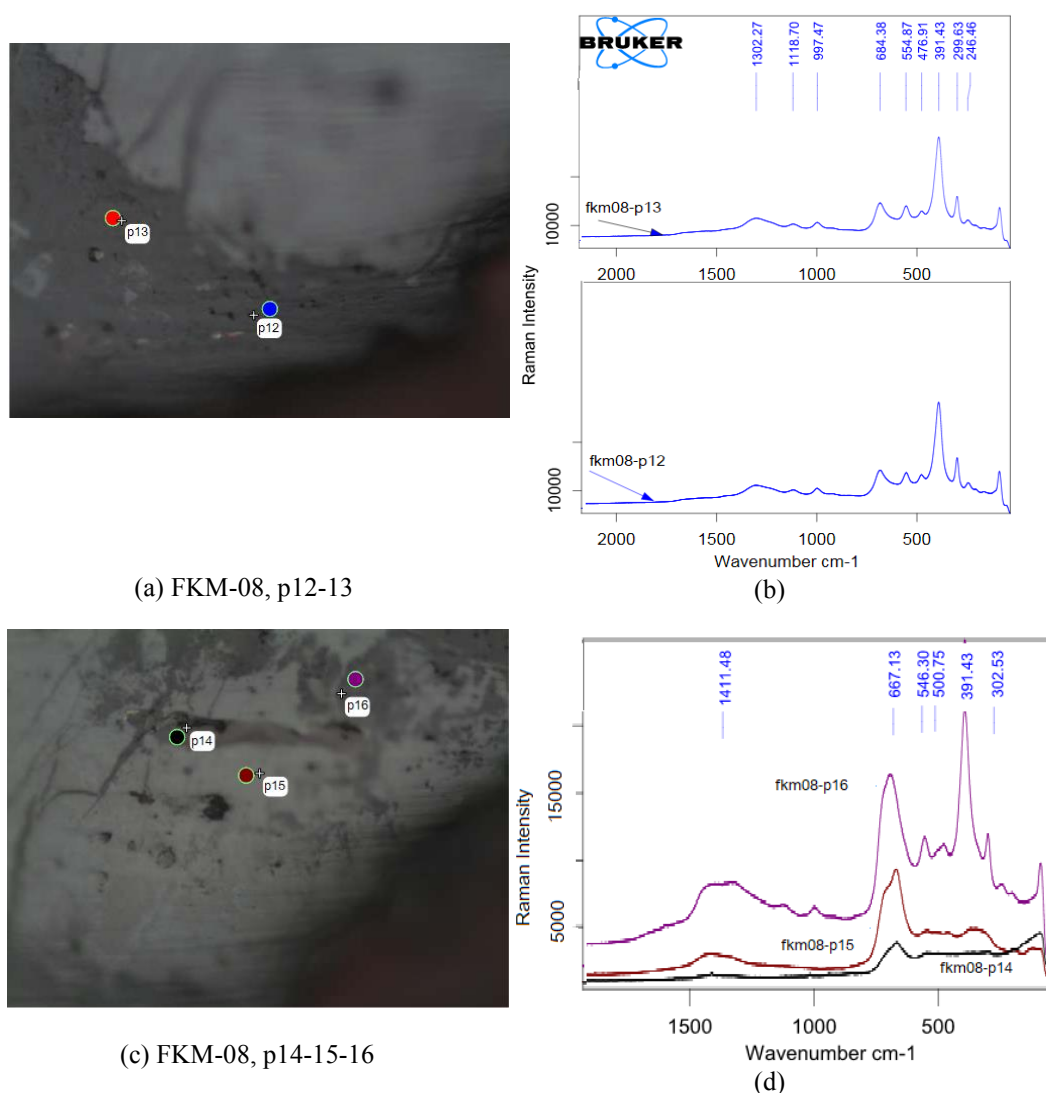 (b)
BRUKER
1302.27
1118.70
997.47
684.38
554.87
476.91
391.43
299.63
246.46
p13
p12
fkm08-p13
10000
2000 1500 1000 500
Raman Intensity
fkm08-p12
10000
2000 1500 1000 500
Wavenumber cm-1
(a) FKM-08, p12-13
(b)
p16
p14
p15
1411.48
667.13
546.30
500.75
391.43
302.53
fkm08-p16
15000
Raman Intensity
5000
fkm08-p15
fkm08-p14
1500 1000 500
Wavenumber cm-1
(c) FKM-08, p14-15-16
(d)